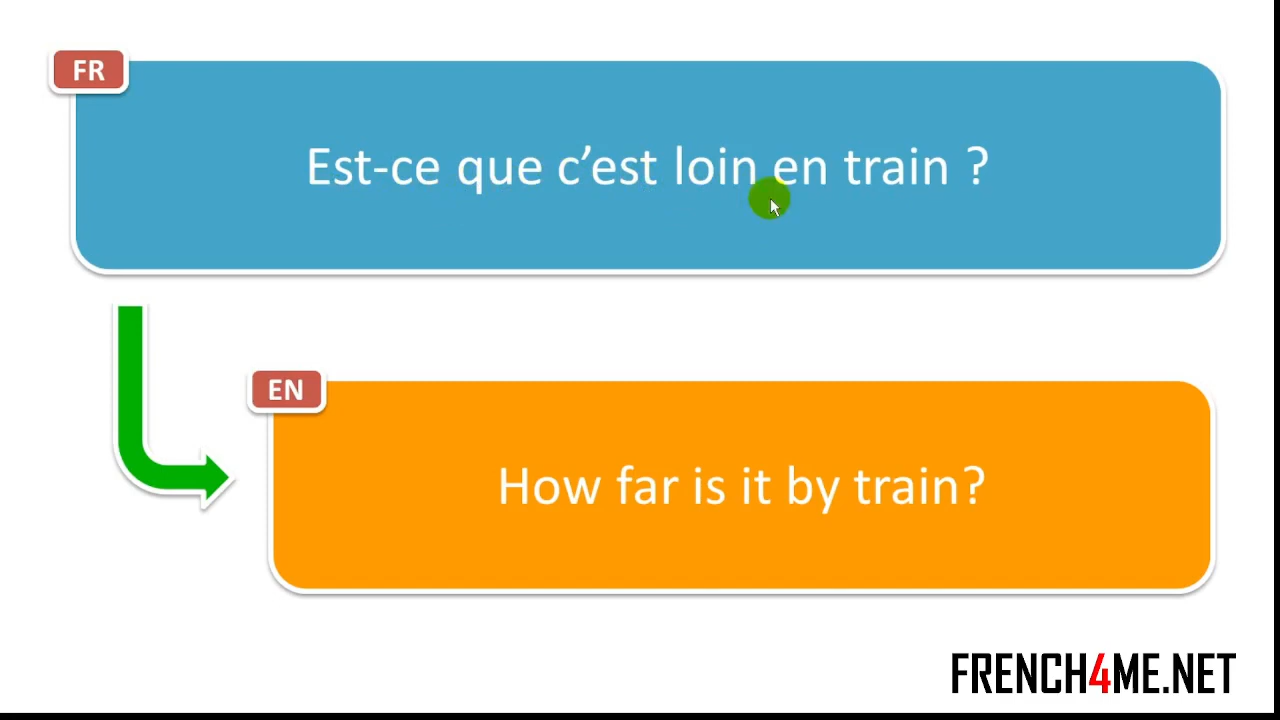 FR
Est-ce que c’est loin en train ?
EN
How far is it by train?
FRENCH4ME.NET